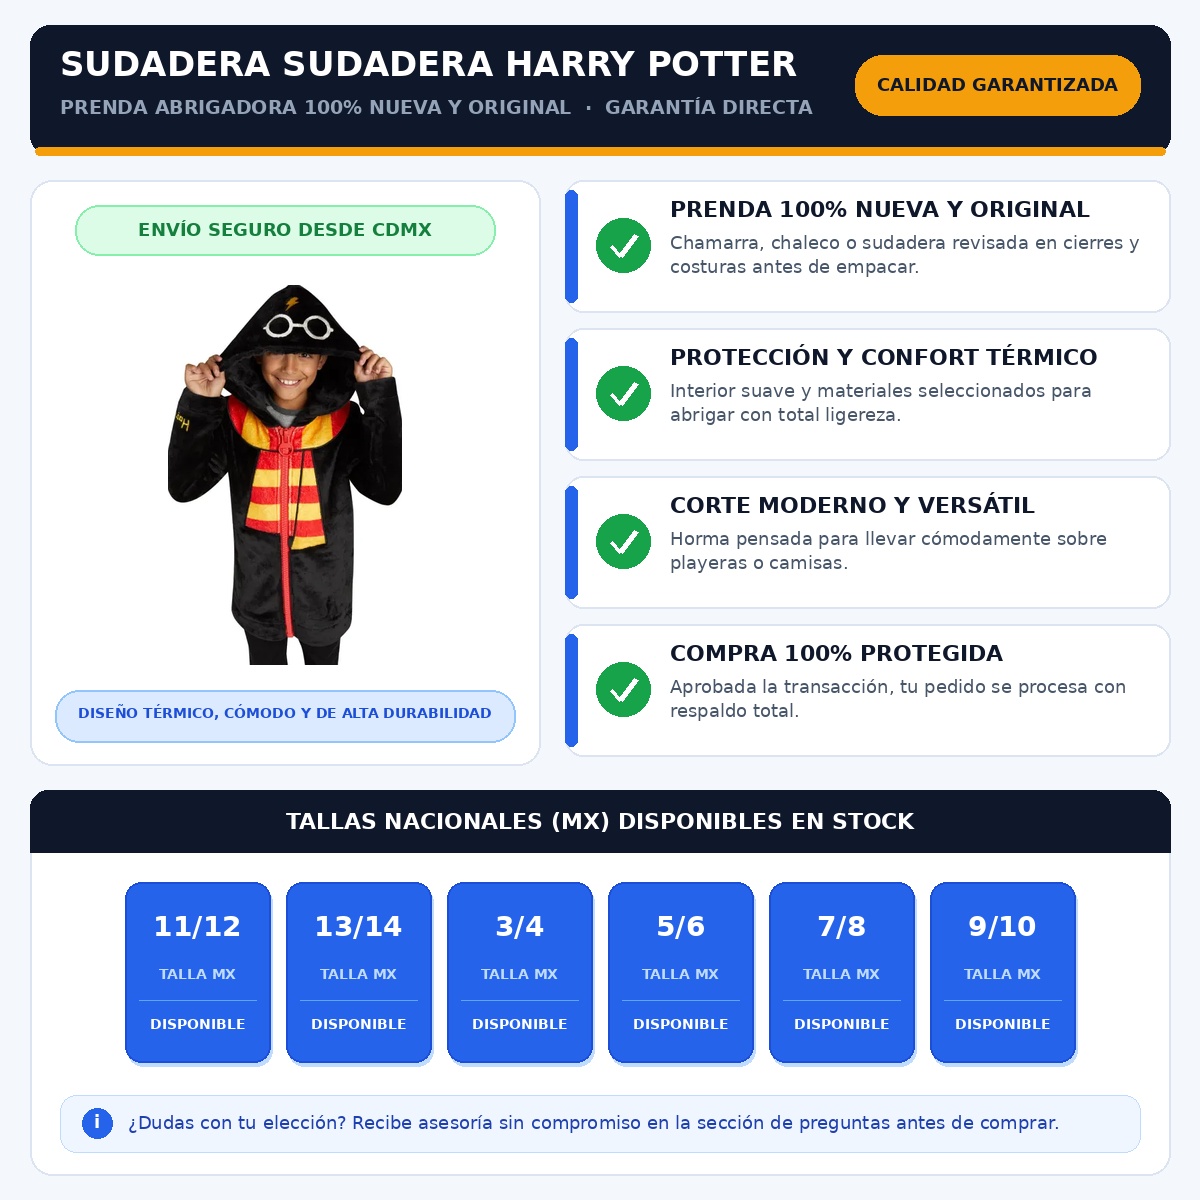 SUDADERA SUDADERA HARRY POTTER
PRENDA ABRIGADORA 100% NUEVA Y ORIGINAL · GARANTÍA DIRECTA
CALIDAD GARANTIZADA
ENVÍO SEGURO DESDE CDMX
DISEÑO TÉRMICO, CÓMODO Y DE ALTA DURABILIDAD
PRENDA 100% NUEVA Y ORIGINAL
Chamarra, chaleco o sudadera revisada en cierres y
costuras antes de empacar.
PROTECCIÓN Y CONFORT TÉRMICO
Interior suave y materiales seleccionados para
abrigar con total ligereza.
CORTE MODERNO Y VERSÁTIL
Horma pensada para llevar cómodamente sobre
playeras o camisas.
COMPRA 100% PROTEGIDA
Aprobada la transacción, tu pedido se procesa con
respaldo total.
TALLAS NACIONALES (MX) DISPONIBLES EN STOCK
11/12
TALLA MX
DISPONIBLE
13/14
TALLA MX
DISPONIBLE
3/4
TALLA MX
DISPONIBLE
5/6
TALLA MX
DISPONIBLE
7/8
TALLA MX
DISPONIBLE
9/10
TALLA MX
DISPONIBLE
i
¿Dudas con tu elección? Recibe asesoría sin compromiso en la sección de preguntas antes de comprar.